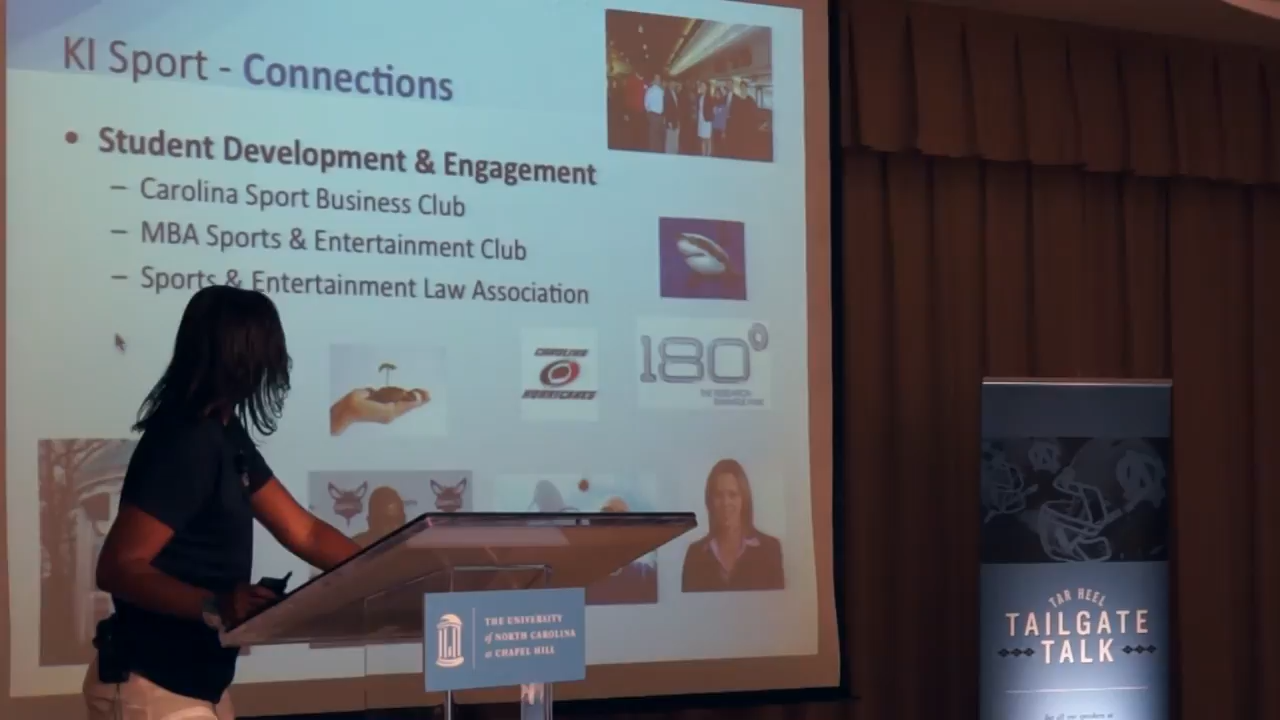 KI Sport - Connections
• Student Development & Engagement
– Carolina Sport Business Club
– MBA Sports & Entertainment Club
– Sports & Entertainment Law Association
CAROLINA
HURRICANES
180°
THE UNIVERSITY
of NORTH CAROLINA
at CHAPEL HILL
TAR HEEL
TAILGATE
TALK